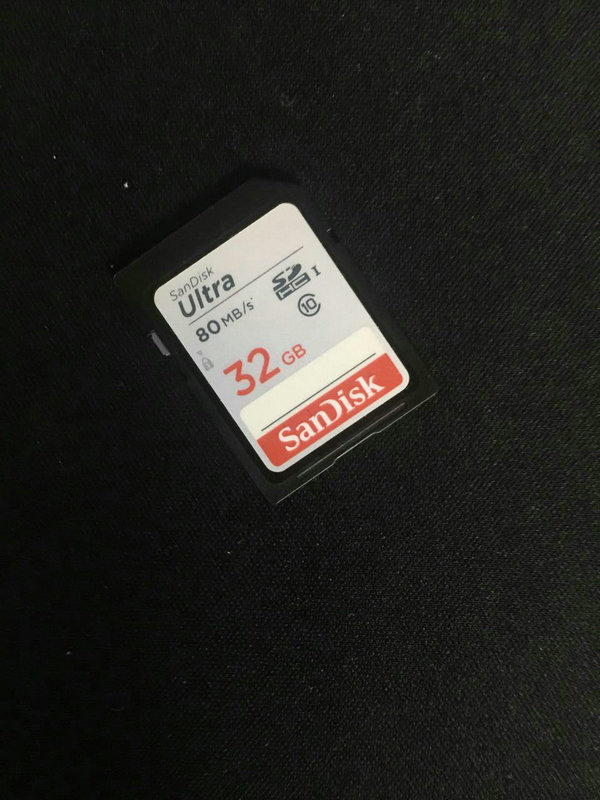 SanDisk
Ultra
80 MB/s*
SD HC I
10
32 GB
SanDisk